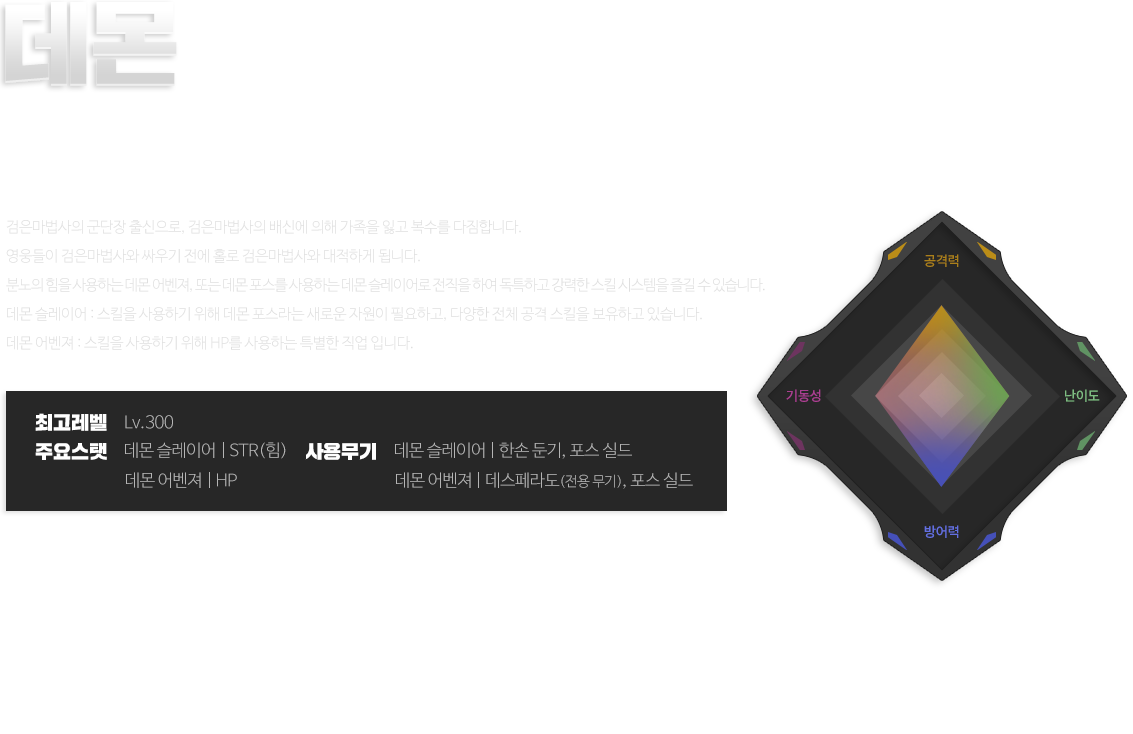 데몬
검은마법사의 군단장 출신으로, 검은마법사의 배신에 의해 가족을 잃고 복수를 다짐합니다.
영웅들이 검은마법사와 싸우기 전에 홀로 검은마법사와 대적하게 됩니다.
분노의 힘을 사용하는 데몬 어벤져, 또는 데몬 포스를 사용하는 데몬 슬레이어로 전직을 하여 독특하고 강력한 스킬 시스템을 즐길 수 있습니다.
데몬 슬레이어 : 스킬을 사용하기 위해 데몬 포스라는 새로운 자원이 필요하고, 다양한 전체 공격 스킬을 보유하고 있습니다.
데몬 어벤져 : 스킬을 사용하기 위해 HP를 사용하는 특별한 직업 입니다.
최고레벨 Lv.300
주요스탯 데몬 슬레이어 | STR(힘) 사용무기 데몬 슬레이어 | 한손 둔기, 포스 실드
데몬 어벤져 | HP 데몬 어벤져 | 데스페라도(전용 무기), 포스 실드
공격력
기동성 난이도
방어력